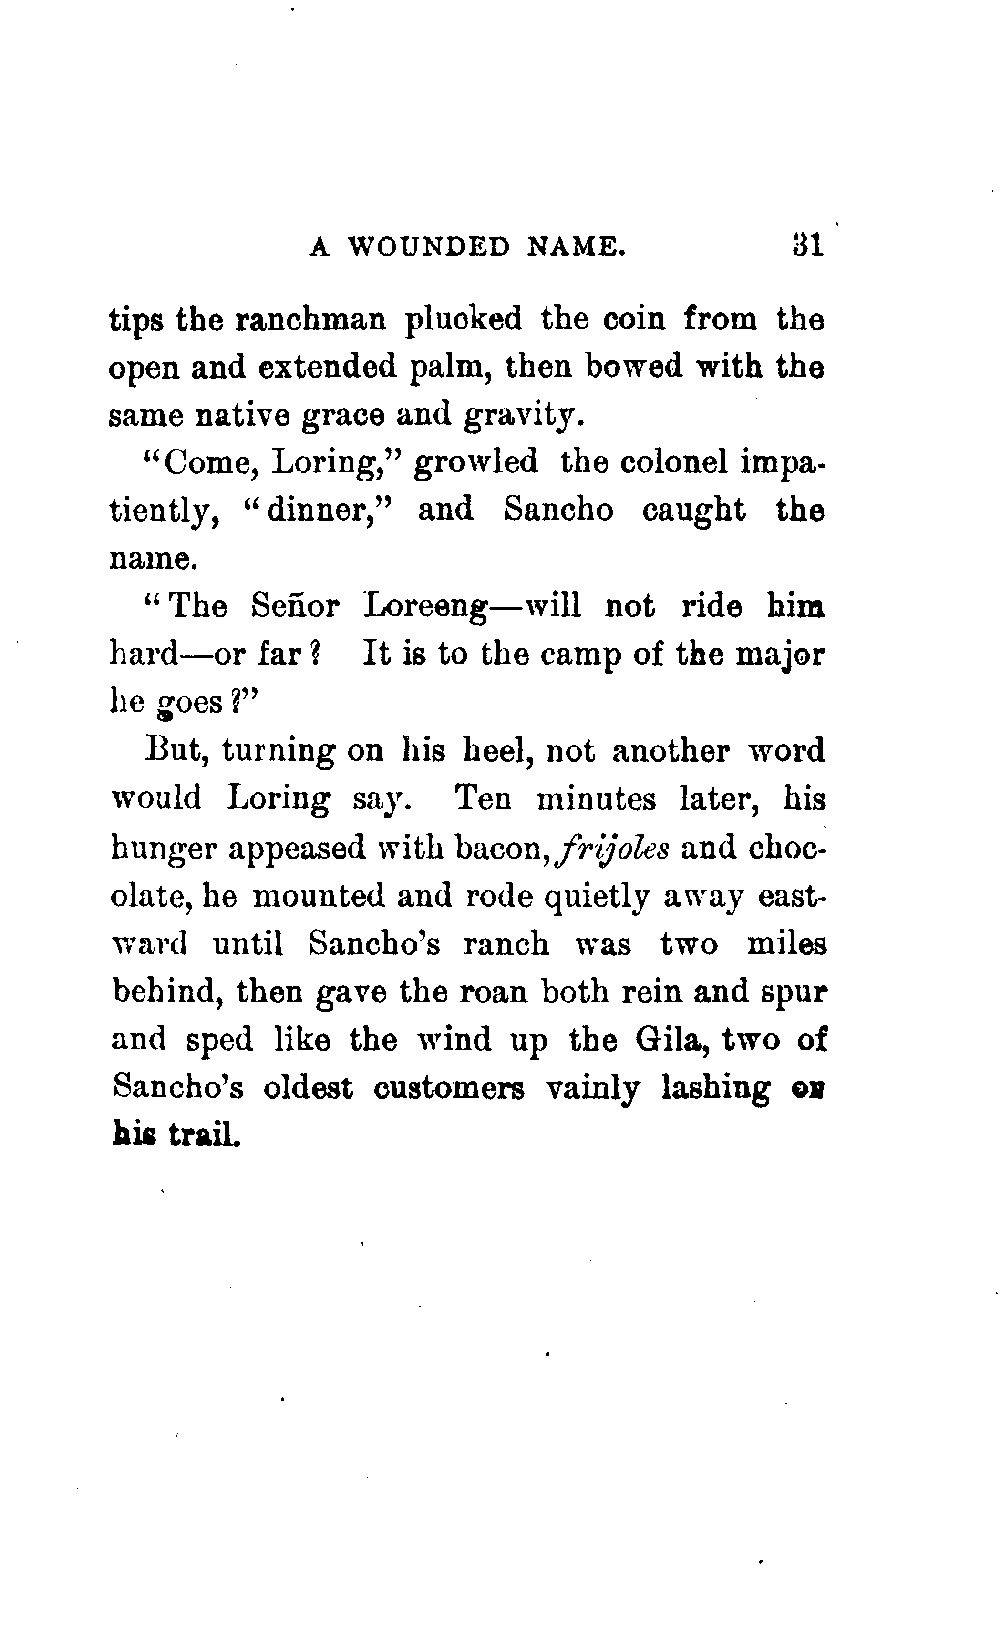 A WOUNDED NAME. 31
tips the ranchman plucked the coin from the
open and extended palm, then bowed with the
same native grace and gravity.
“Come, Loring,” growled the colonel impa-
tiently, “dinner,” and Sancho caught the
name.
“The Señor Loreeng—will not ride him
hard—or far? It is to the camp of the major
he goes?”
But, turning on his heel, not another word
would Loring say. Ten minutes later, his
hunger appeased with bacon, frijoles and choc-
olate, he mounted and rode quietly away east-
ward until Sancho’s ranch was two miles
behind, then gave the roan both rein and spur
and sped like the wind up the Gila, two of
Sancho’s oldest customers vainly lashing on
his trail.